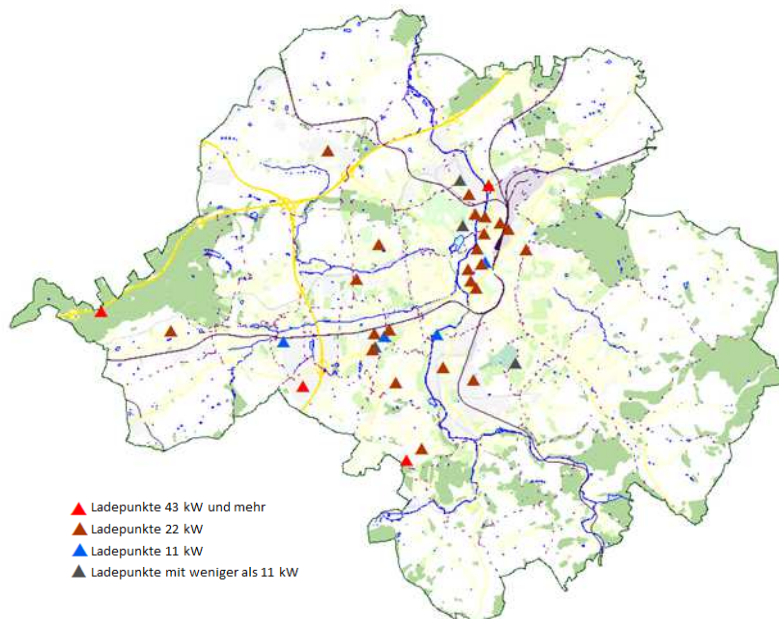 Ladepunkte 43 kW und mehr
Ladepunkte 22 kW
Ladepunkte 11 kW
Ladepunkte mit weniger als 11 kW